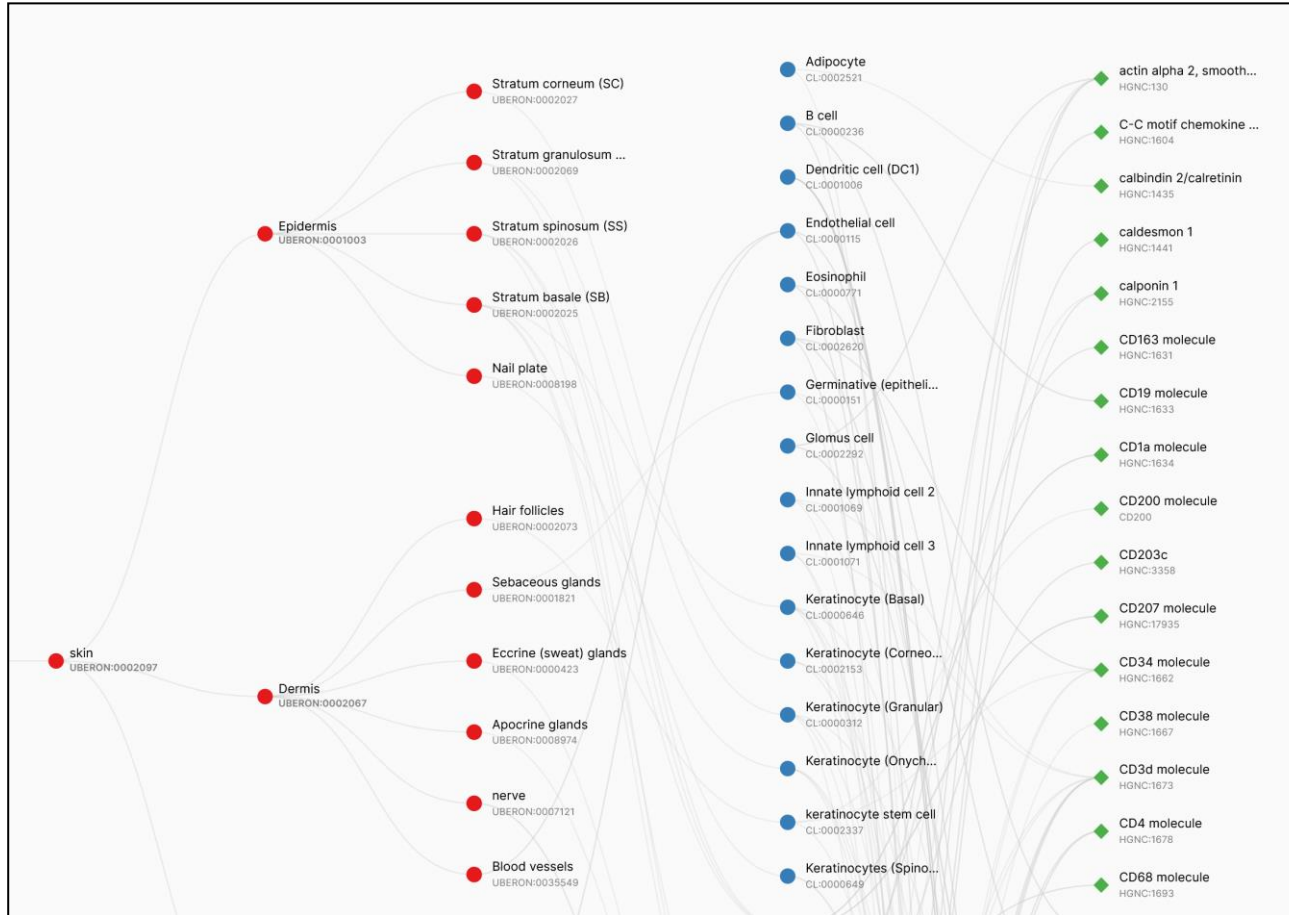 skin
UBERON:0002097
Epidermis
UBERON:0001003
Dermis
UBERON:0002067
Stratum corneum (SC)
UBERON:0002027
Stratum granulosum ...
UBERON:0002069
Stratum spinosum (SS)
UBERON:0002026
Stratum basale (SB)
UBERON:0002025
Nail plate
UBERON:0008198
Hair follicles
UBERON:0002073
Sebaceous glands
UBERON:0001821
Eccrine (sweat) glands
UBERON:0000423
Apocrine glands
UBERON:0008974
nerve
UBERON:0007121
Blood vessels
UBERON:0035549
Adipocyte
CL:0002521
B cell
CL:0000236
Dendritic cell (DC1)
CL:0001006
Endothelial cell
CL:0000115
Eosinophil
CL:0000771
Fibroblast
CL:0002620
Germinative (epitheli...
CL:0000151
Glomus cell
CL:0002292
Innate lymphoid cell 2
CL:0001069
Innate lymphoid cell 3
CL:0001071
Keratinocyte (Basal)
CL:0000646
Keratinocyte (Corneo...
CL:0002153
Keratinocyte (Granular)
CL:0000312
Keratinocyte (Onych...
keratinocyte stem cell
CL:0002337
Keratinocytes (Spino...
CL:0000649
actin alpha 2, smooth...
HGNC:130
C-C motif chemokine ...
HGNC:1604
calbindin 2/calretinin
HGNC:1435
caldesmon 1
HGNC:1441
calponin 1
HGNC:2155
CD163 molecule
HGNC:1631
CD19 molecule
HGNC:1633
CD1a molecule
HGNC:1634
CD200 molecule
CD200
CD203c
HGNC:3358
CD207 molecule
HGNC:17935
CD34 molecule
HGNC:1662
CD38 molecule
HGNC:1667
CD3d molecule
HGNC:1673
CD4 molecule
HGNC:1678
CD68 molecule
HGNC:1693